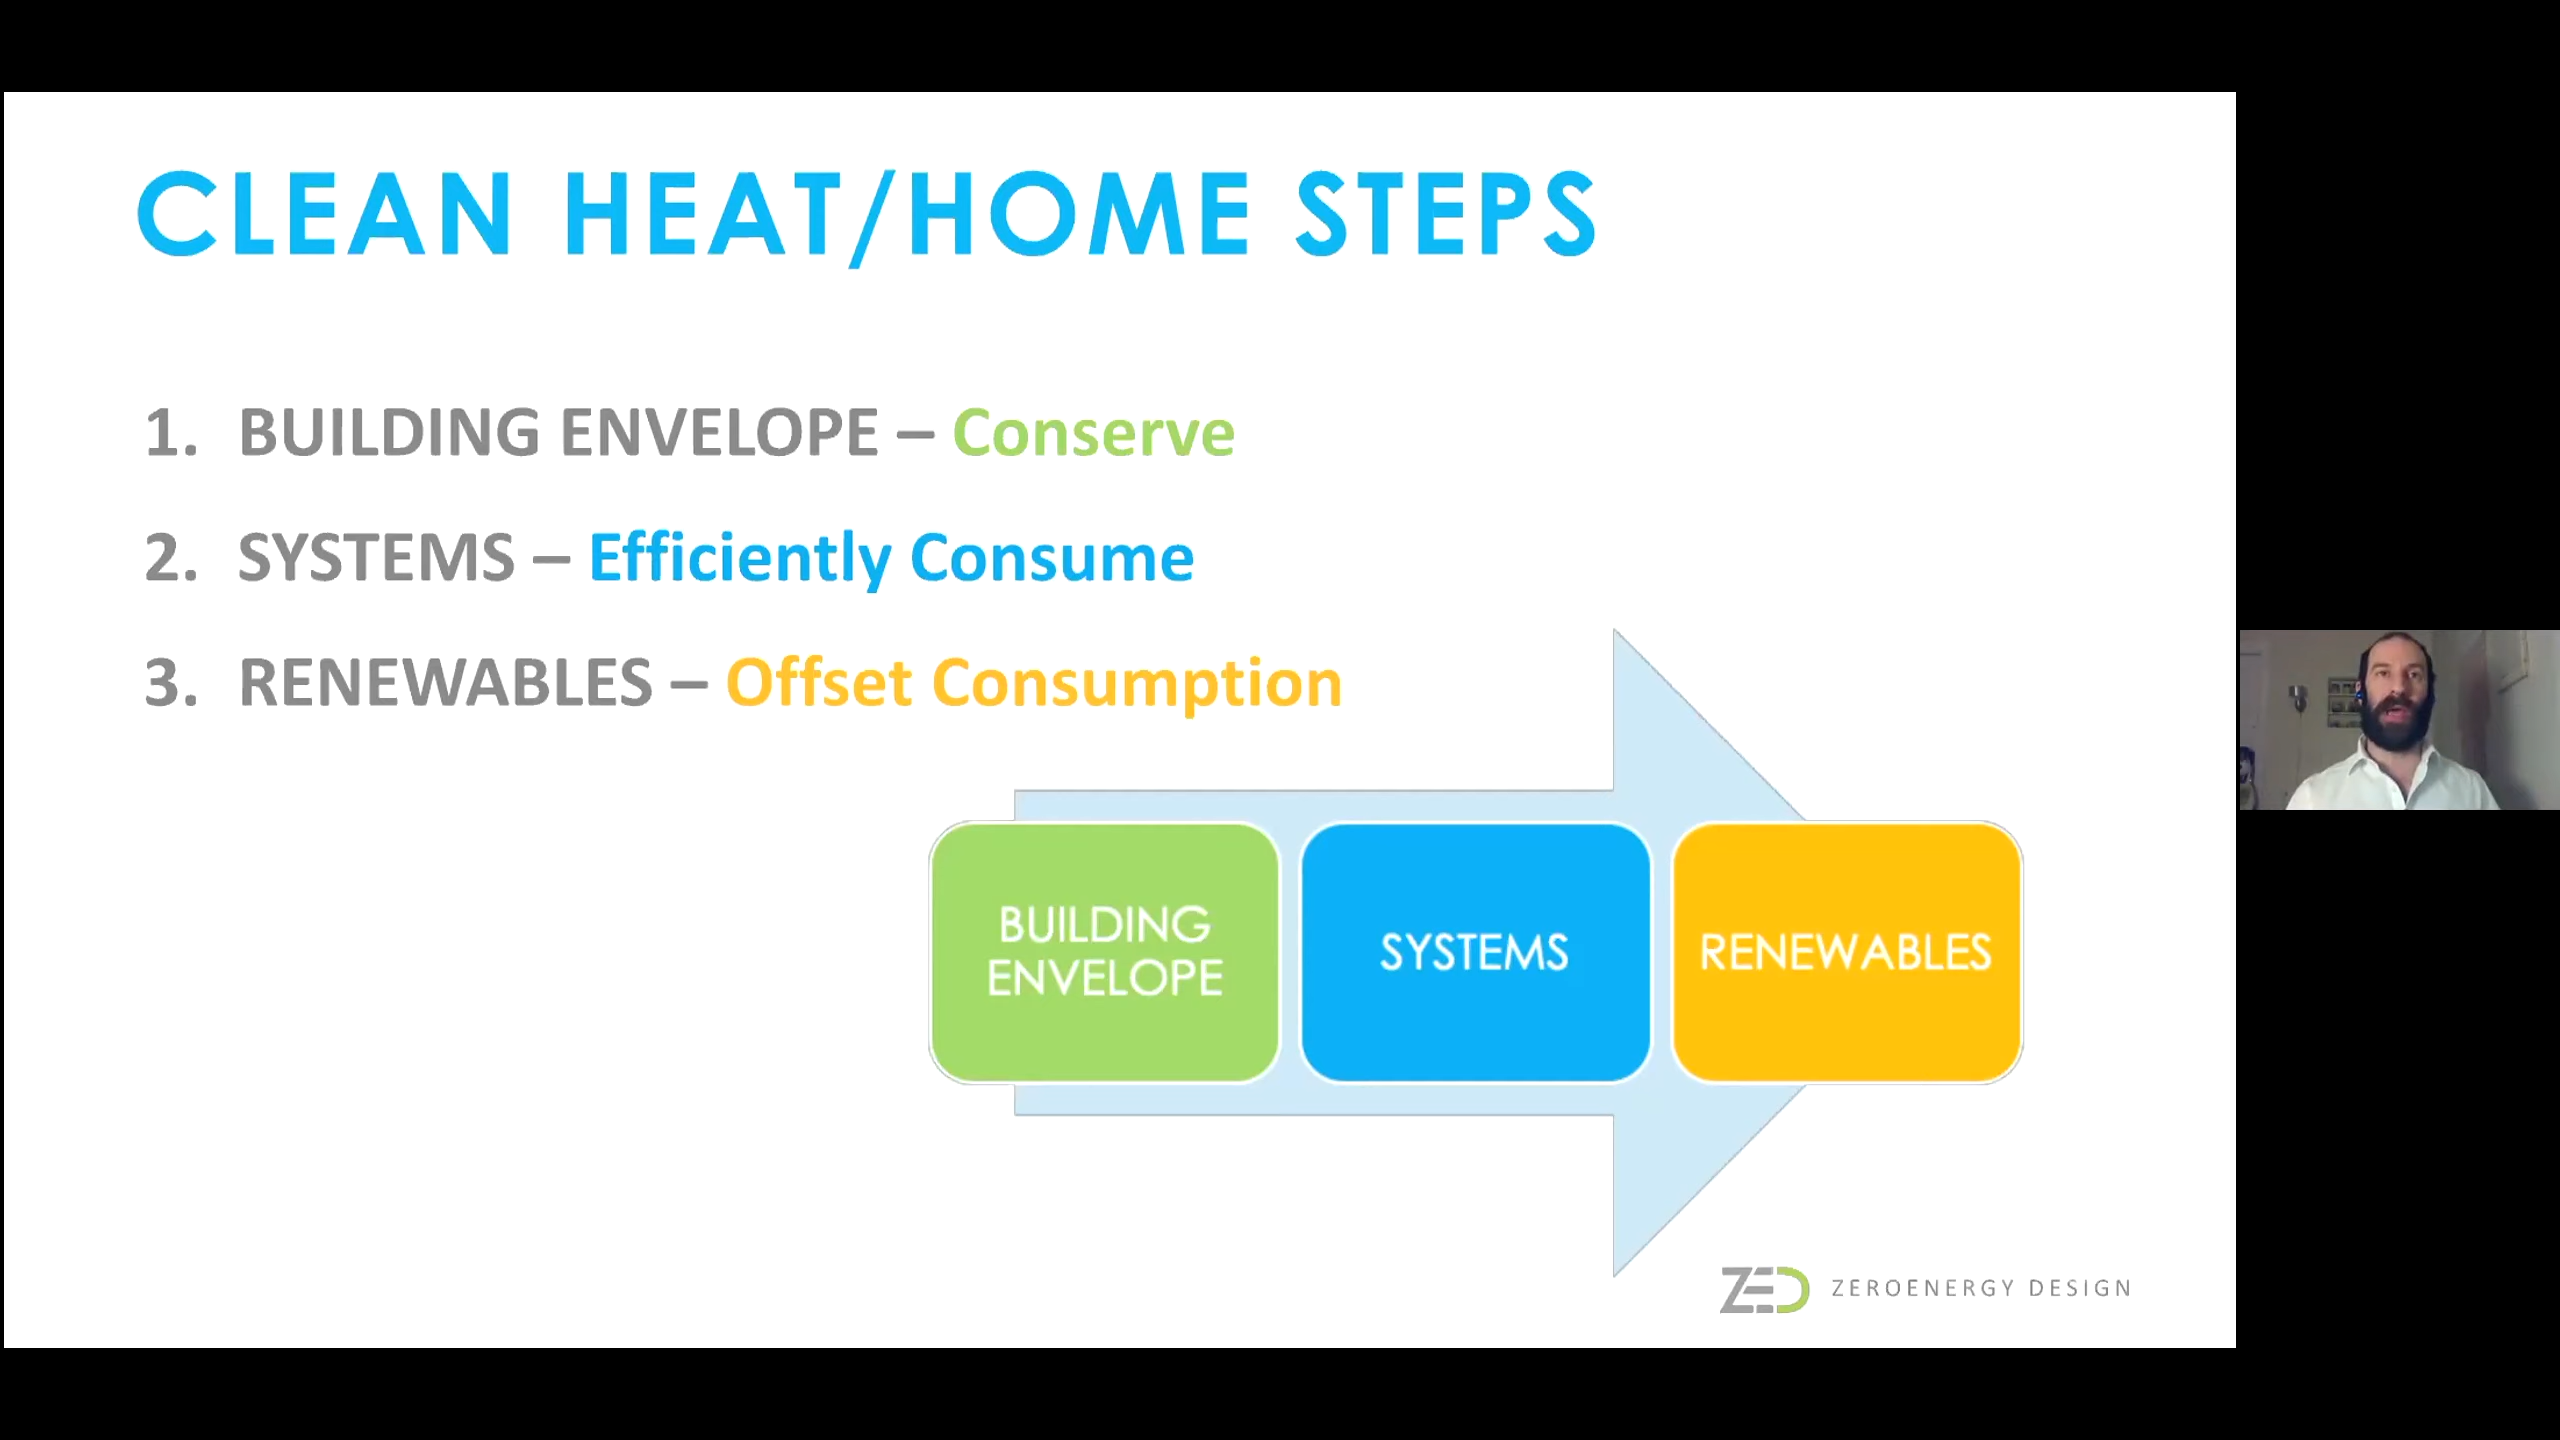 CLEAN HEAT/HOME STEPS
1. BUILDING ENVELOPE – Conserve
2. SYSTEMS – Efficiently Consume
3. RENEWABLES – Offset Consumption
BUILDING
ENVELOPE
SYSTEMS
RENEWABLES
ZED ZEROENERGY DESIGN